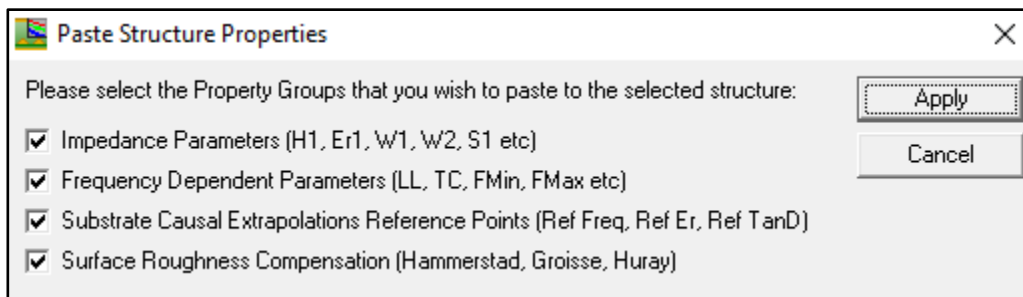 Paste Structure Properties
Please select the Property Groups that you wish to paste to the selected structure:
Apply
Impedance Parameters (H1, Er1, W1, W2, S1 etc)
Cancel
Frequency Dependent Parameters (LL, TC, FMin, FMax etc)
Substrate Causal Extrapolations Reference Points (Ref Freq, Ref Er, Ref TanD)
Surface Roughness Compensation (Hammerstad, Groisse, Huray)